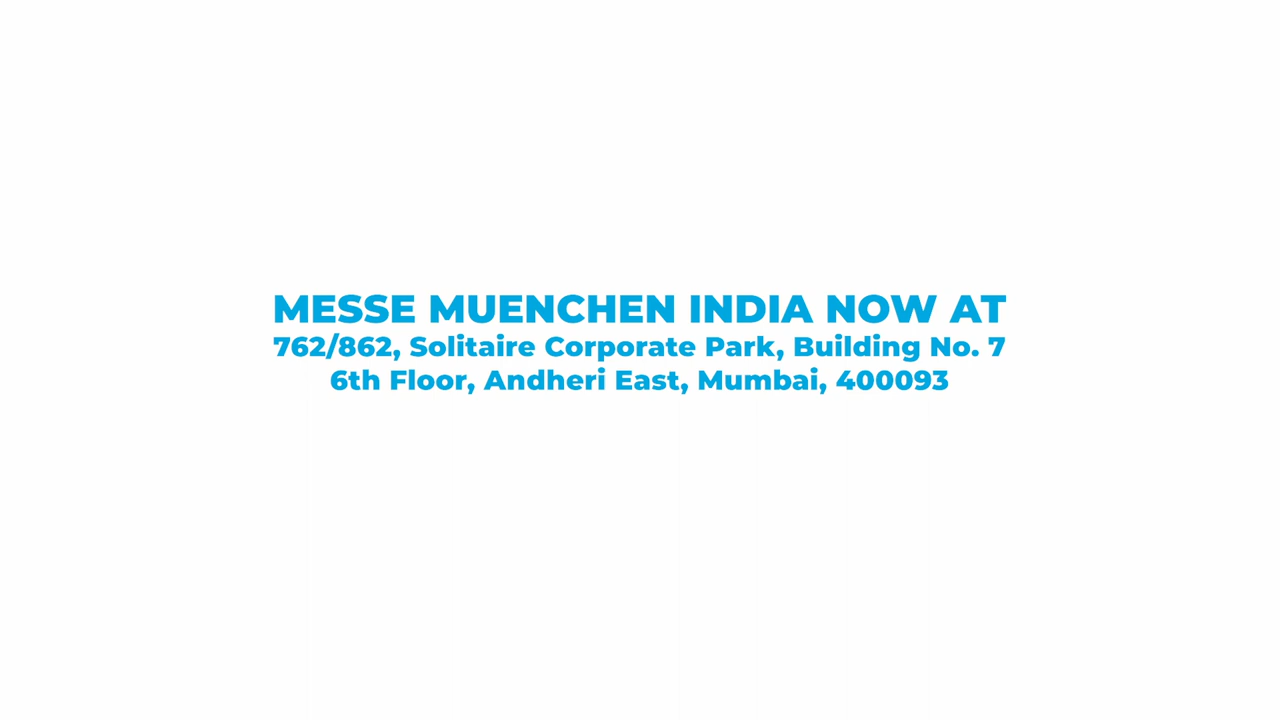 MESSE MUENCHEN INDIA NOW AT
762/862, Solitaire Corporate Park, Building No. 7
6th Floor, Andheri East, Mumbai, 400093